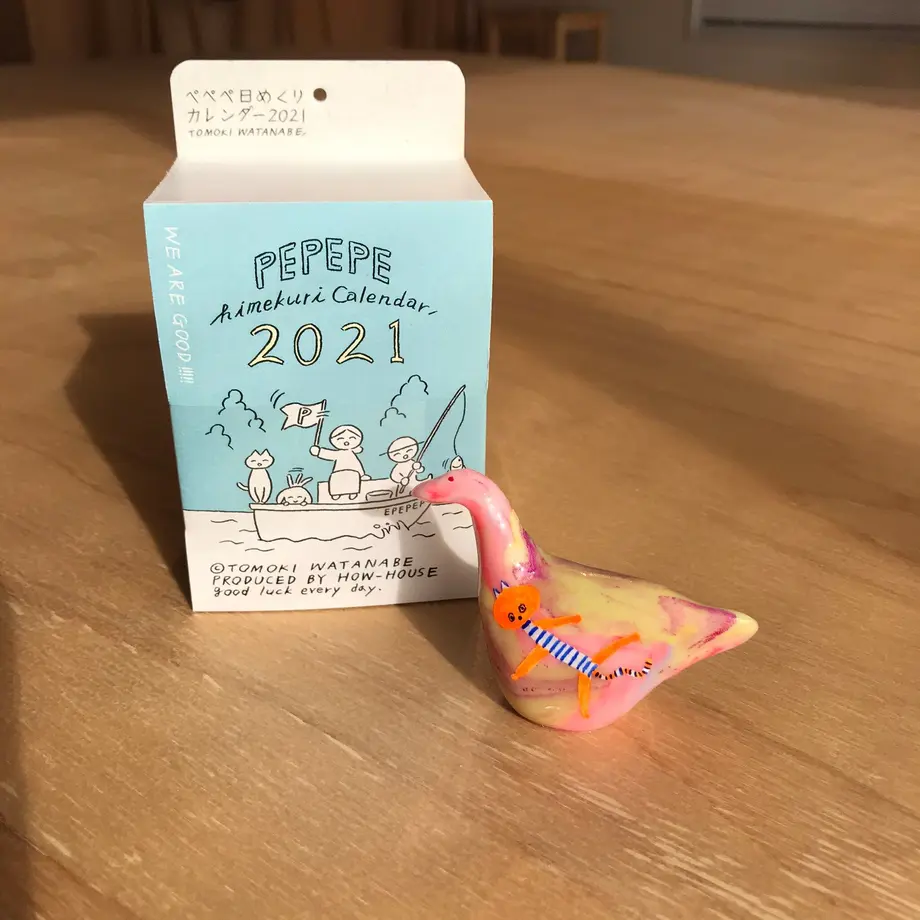 ぺぺぺ日めくり
カレンダー2021
TOMOKI WATANABE.
WE ARE GOOD!!!!!
PEPEPE
himekuri Calendar,
2021
P
EPEPEP
©TOMOKI WATANABE
PRODUCED BY HOW-HOUSE
good luck every day.